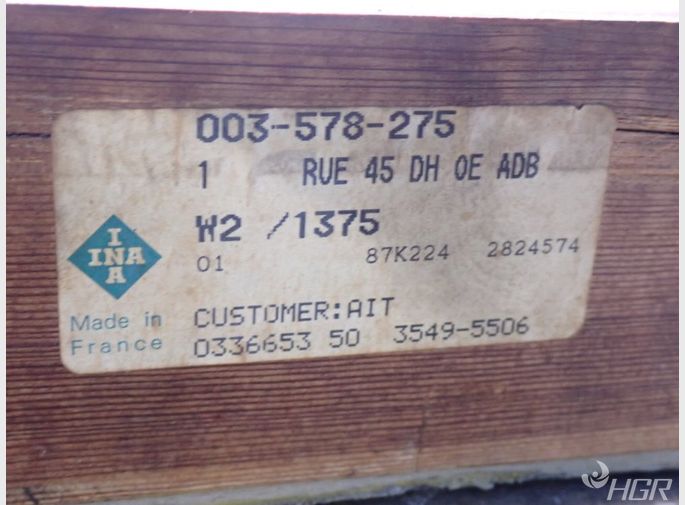 003-578-275
1 RUE 45 DH OE ADB
W2 /1375
01 87K224 2824574
INA
INA
Made in
France
CUSTOMER:AIT
0336653 50 3549-5506
HGR